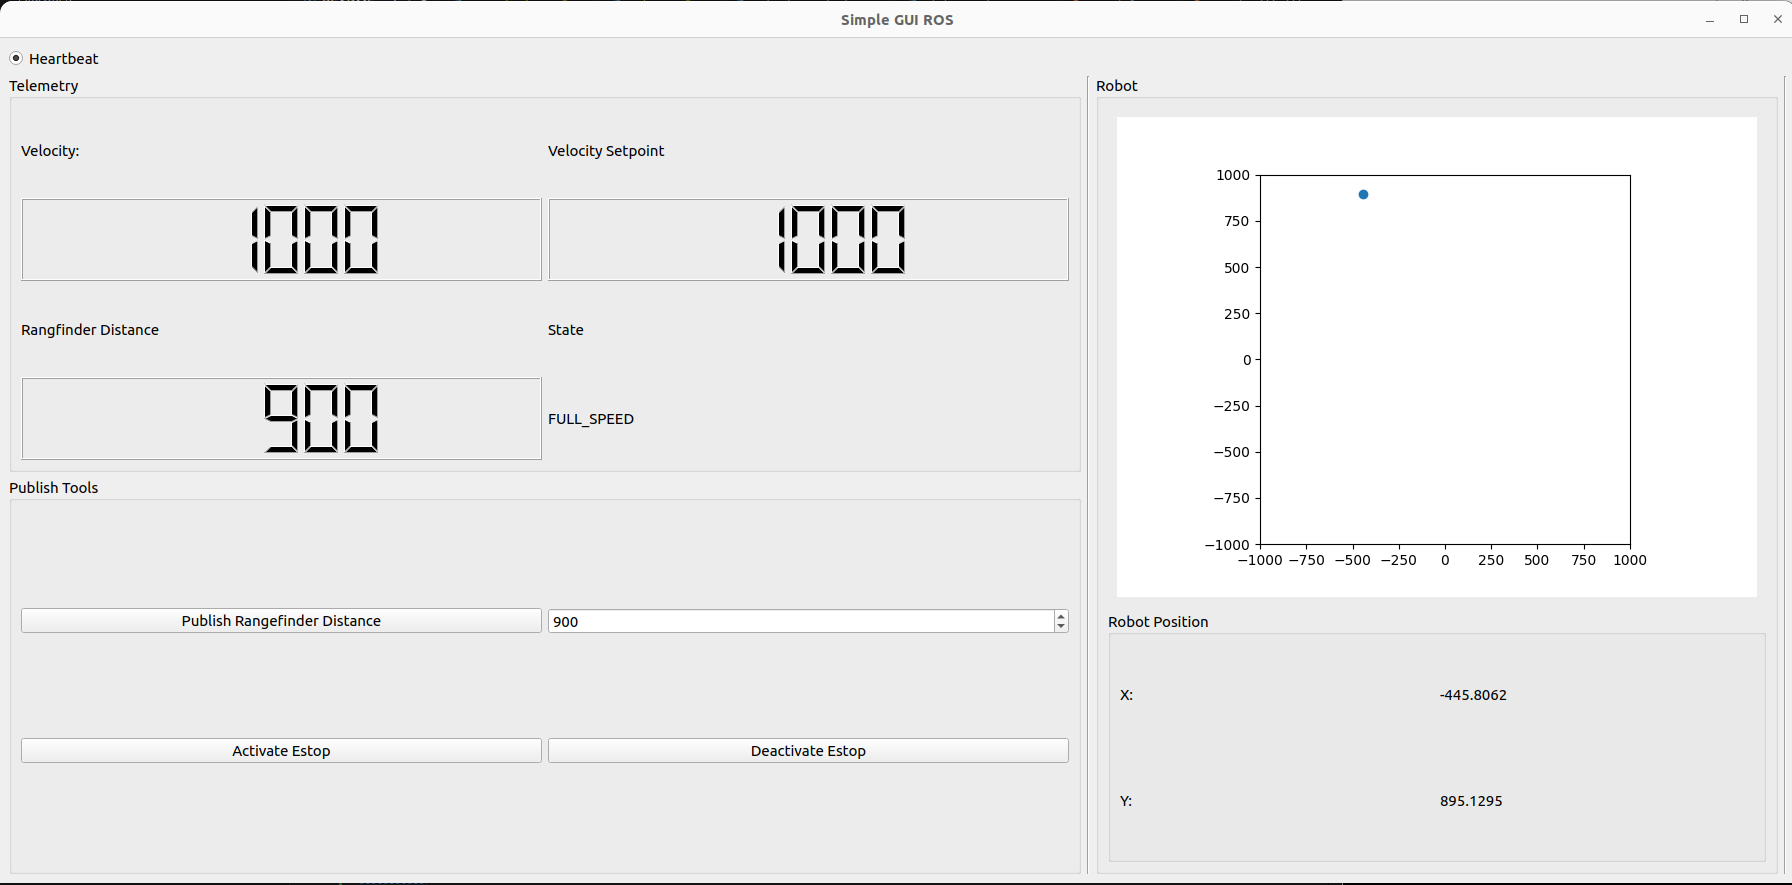 Simple GUI ROS
Heartbeat
Telemetry
Velocity:
Velocity Setpoint
1000
1000
Rangfinder Distance
State
900
FULL_SPEED
Publish Tools
Publish Rangefinder Distance
900
Activate Estop
Deactivate Estop
Robot
1000
750
500
250
0
−250
−500
−750
−1000
−1000 −750 −500 −250 0 250 500 750 1000
Robot Position
X:
-445.8062
Y:
895.1295